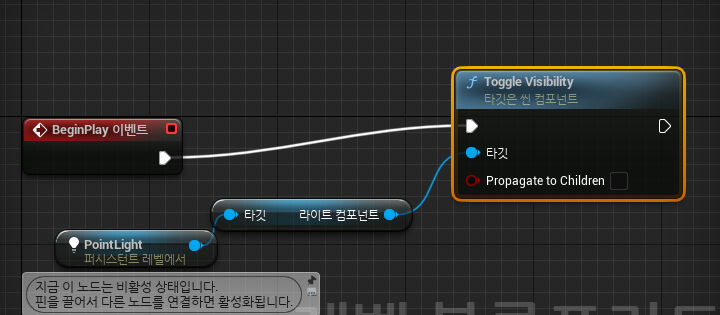 Toggle Visibility
타깃은 씬 컴포넌트
BeginPlay 이벤트
타깃
Propagate to Children
타깃 라이트 컴포넌트
PointLight
퍼시스턴트 레벨에서
지금 이 노드는 비활성 상태입니다.
핀을 끌어서 다른 노드를 연결하면 활성화됩니다.